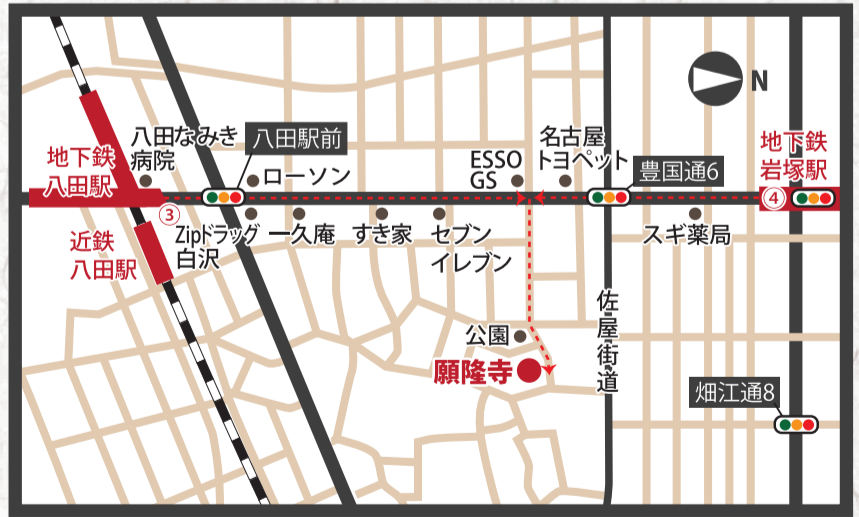 N
八田なみき
病院
八田駅前
ローソン
ESSO
GS
名古屋
トヨペット
豊国通6
地下鉄
岩塚駅
地下鉄
八田駅
③
④
近鉄
八田駅
Zipドラッグ
白沢
一久庵
すき家
セブン
イレブン
スギ薬局
佐屋街道
公園
願隆寺
畑江通8